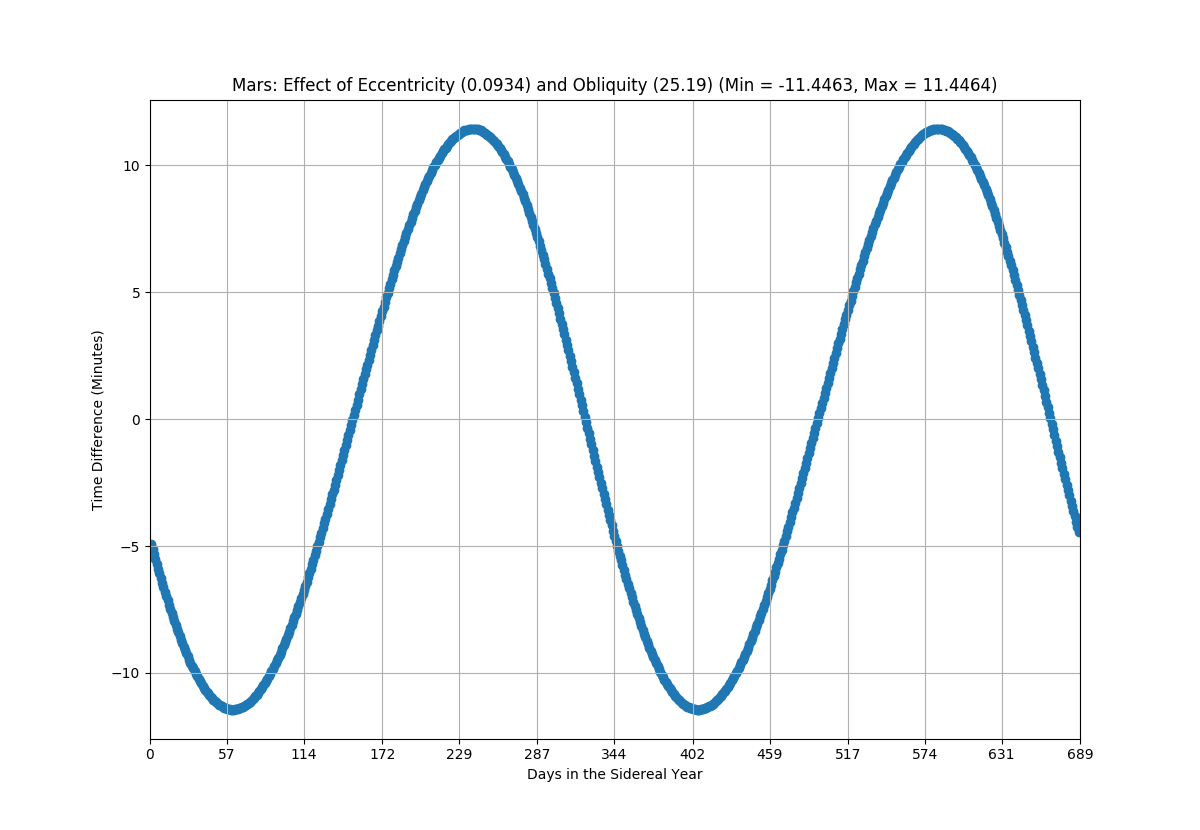 Mars: Effect of Eccentricity (0.0934) and Obliquity (25.19) (Min = -11.4463, Max = 11.4464)
10
5
0
−5
−10
Time Difference (Minutes)
0 57 114 172 229 287 344 402 459 517 574 631 689
Days in the Sidereal Year